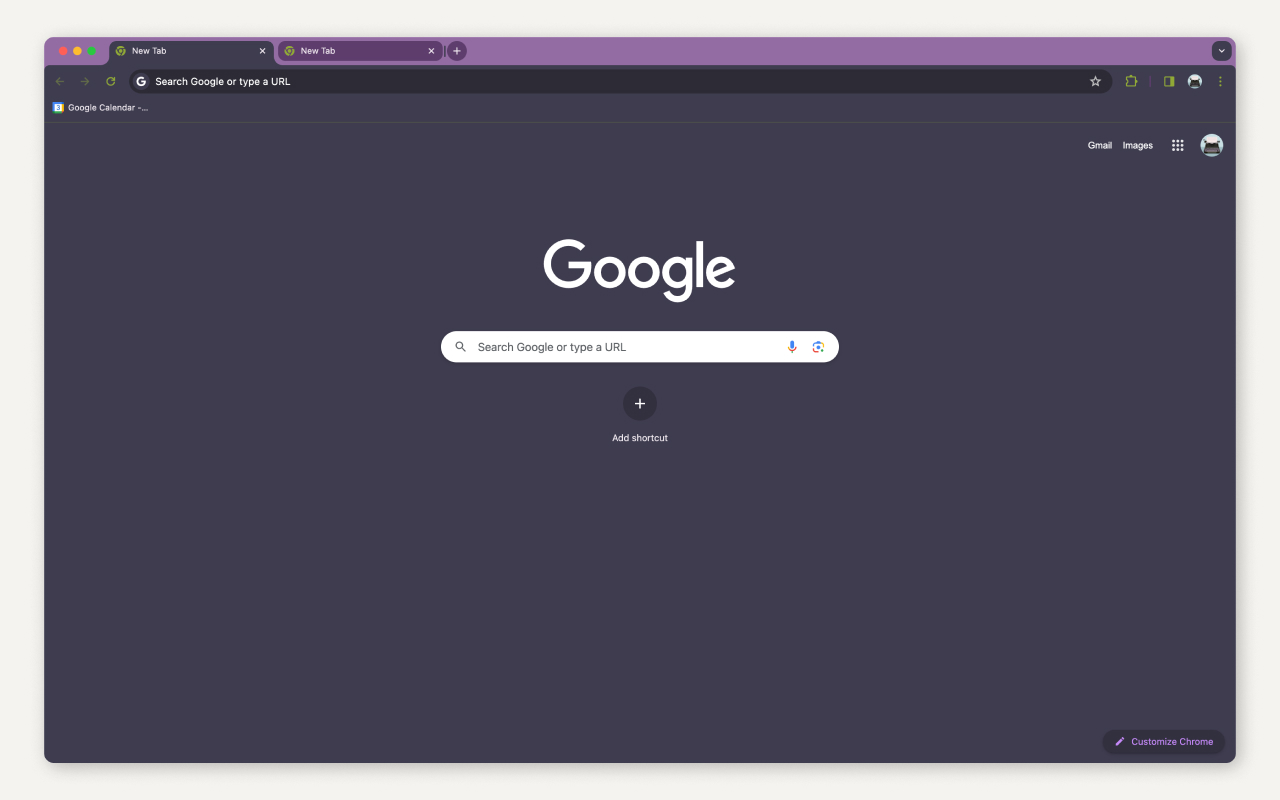 New Tab
New Tab
Search Google or type a URL
Google Calendar -...
Gmail Images
Google
Search Google or type a URL
Add shortcut
Customize Chrome